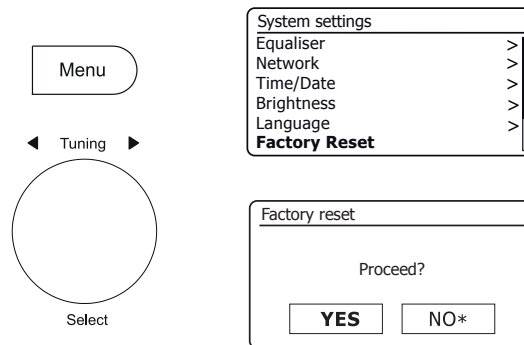 Menu
◀ Tuning ▶
Select
System settings
Equaliser >
Network >
Time/Date >
Brightness >
Language >
Factory Reset
Factory reset
Proceed?
YES NO*